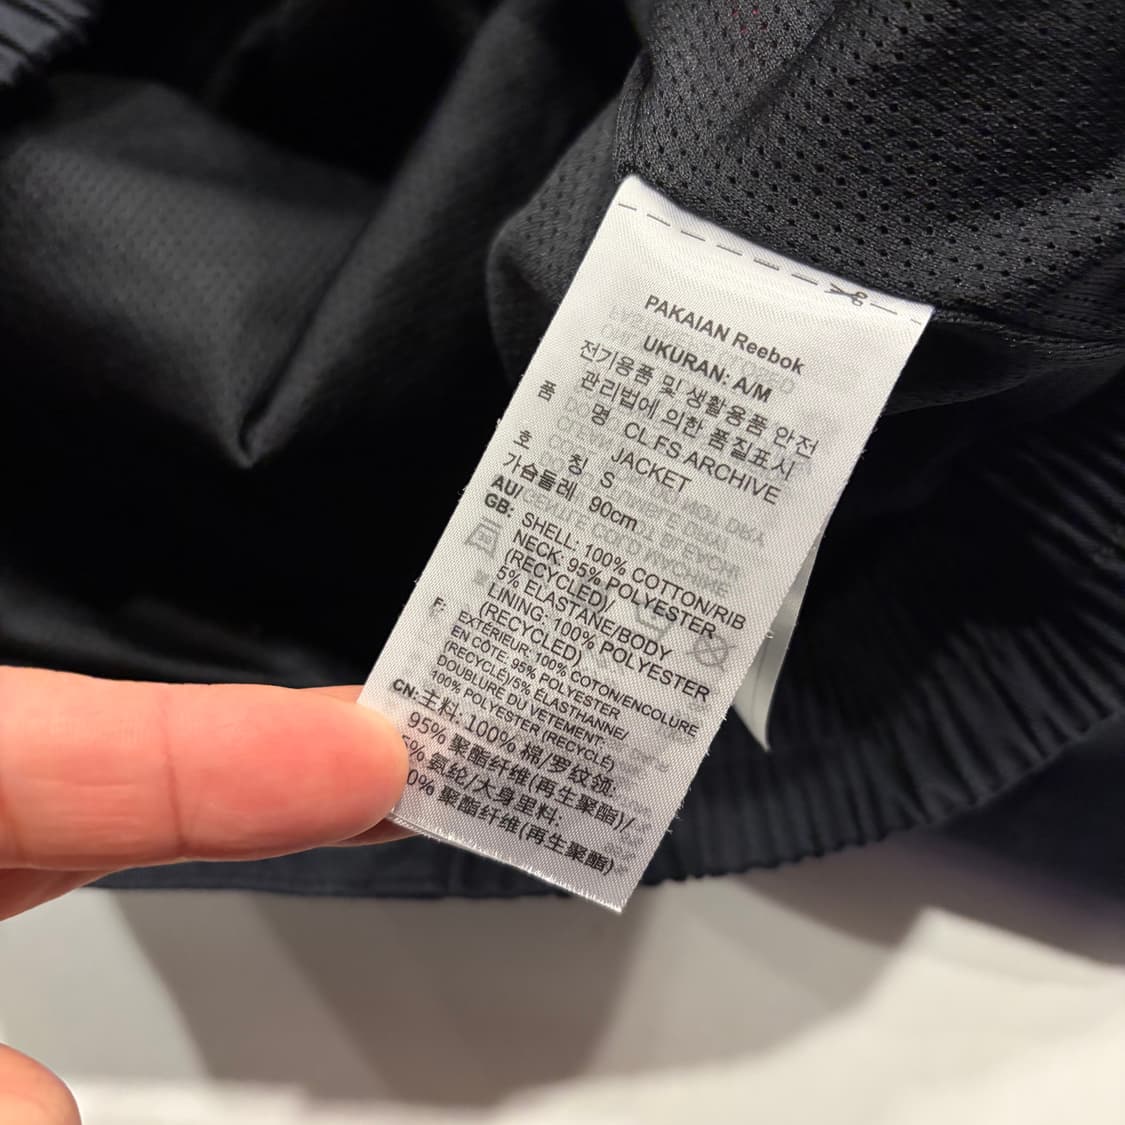 PAKAIAN Reebok
UKURAN: A/M
전기용품 및 생활용품 안전
관리법에 의한 품질표시
품 명 CLFS ARCHIVE
JACKET
호 칭 S
가슴둘레 90cm
AU/
GB: SHELL: 100% COTTON/RIB
NECK: 95% POLYESTER
(RECYCLED)/
5% ELASTANE/BODY
LINING: 100% POLYESTER
(RECYCLED)
F: EXTÉRIEUR: 100% COTON/ENCOLURE
EN CÔTE: 95% POLYESTER
(RECYCLÉ)/5% ÉLASTHANNE/
DOUBLURE DU VÊTEMENT:
100% POLYESTER (RECYCLÉ)
CN: 主料: 100% 棉/罗纹领:
95% 聚酯纤维(再生聚酯)/
5% 氨纶/大身里料:
0% 聚酯纤维(再生聚酯)